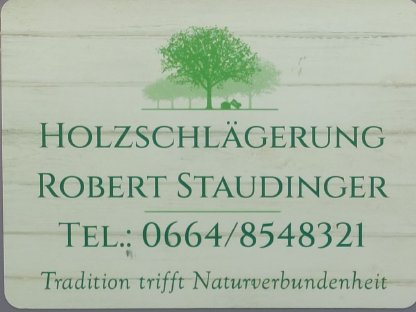 HOLZSCHLÄGERUNG
ROBERT STAUDINGER
TEL.: 0664/8548321
Tradition trifft Naturverbundenheit